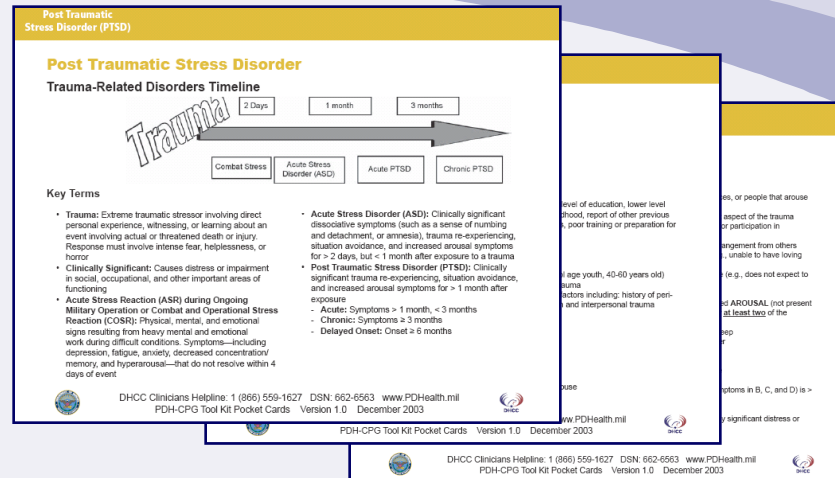 Post Traumatic
Stress Disorder (PTSD)
Post Traumatic Stress Disorder
Trauma-Related Disorders Timeline
Trauma
2 Days
1 month
3 months
Combat Stress
Acute Stress
Disorder (ASD)
Acute PTSD
Chronic PTSD
Key Terms
• Trauma: Extreme traumatic stressor involving direct
personal experience, witnessing, or learning about an
event involving actual or threatened death or injury.
Response must involve intense fear, helplessness, or
horror
• Clinically Significant: Causes distress or impairment
in social, occupational, and other important areas of
functioning
• Acute Stress Reaction (ASR) during Ongoing
Military Operation or Combat and Operational Stress
Reaction (COSR): Physical, mental, and emotional
signs resulting from heavy mental and emotional
work during difficult conditions. Symptoms—including
depression, fatigue, anxiety, decreased concentration/
memory, and hyperarousal—that do not resolve within 4
days of event
• Acute Stress Disorder (ASD): Clinically significant
dissociative symptoms (such as a sense of numbing
and detachment, or amnesia), trauma re-experiencing,
situation avoidance, and increased arousal symptoms
for > 2 days, but < 1 month after exposure to a trauma
• Post Traumatic Stress Disorder (PTSD): Clinically
significant trauma re-experiencing, situation avoidance,
and increased arousal symptoms for > 1 month after
exposure
- Acute: Symptoms > 1 month, < 3 months
- Chronic: Symptoms ≥ 3 months
- Delayed Onset: Onset ≥ 6 months
DHCC Clinicians Helpline: 1 (866) 559-1627 DSN: 662-6563 www.PDHealth.mil
PDH-CPG Tool Kit Pocket Cards Version 1.0 December 2003
DHCC
level of education, lower level
report of other previous
poor training or preparation for
age youth, 40-60 years old)
factors including: history of peri-
and interpersonal trauma
PDHealth.mil
PDH-CPG Tool Kit Pocket Cards Version 1.0 December 2003
DHCC
or people that arouse
aspect of the trauma
or participation in
from others
unable to have loving
(e.g., does not expect to
AROUSAL (not present
at least two of the
in B, C, and D) is >
significant distress or
DHCC Clinicians Helpline: 1 (866) 559-1627 DSN: 662-6563 www.PDHealth.mil
PDH-CPG Tool Kit Pocket Cards Version 1.0 December 2003
DHCC